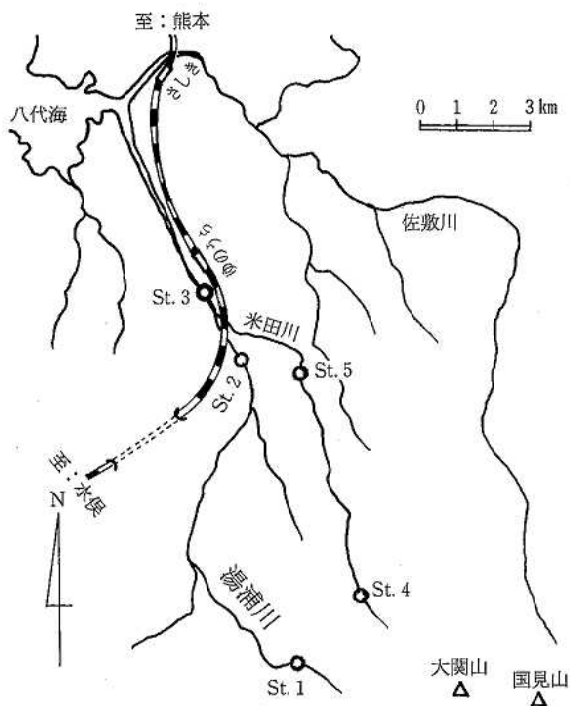 至：熊本
さしき
八代海
0 1 2 3 km
佐敷川
ゆのうら
St. 3
米田川
St. 2
St. 5
至：水俣
N
湯浦川
St. 4
St. 1
大関山
国見山